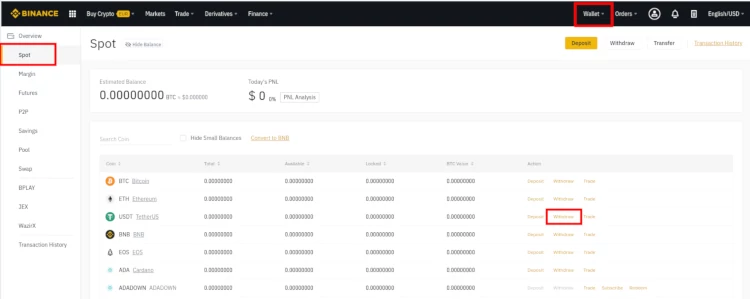 BINANCE Buy Crypto Markets Trade Derivatives Finance Wallet Orders English/USD
Overview
Spot
Margin
Futures
P2P
Savings
Pool
Swap
BPLAY
JEX
WazirX
Transaction History
Spot Hide Balance Deposit Withdraw Transfer Transaction History
Estimated Balance Today's PNL
0.00000000 BTC ≈ $0.000000 $ 0 0% PNL Analysis
Search Coin Hide Small Balances Convert to BNB
Coin Total Available Locked BTC Value Action
BTC Bitcoin 0.00000000 0.00000000 0.00000000 0.00000000 Deposit Withdraw Trade
ETH Ethereum 0.00000000 0.00000000 0.00000000 0.00000000 Deposit Withdraw Trade
USDT TetherUS 0.00000000 0.00000000 0.00000000 0.00000000 Deposit Withdraw Trade
BNB BNB 0.00000000 0.00000000 0.00000000 0.00000000 Deposit Withdraw Trade
EOS EOS 0.00000000 0.00000000 0.00000000 0.00000000 Deposit Withdraw Trade
ADA Cardano 0.00000000 0.00000000 0.00000000 0.00000000 Deposit Withdraw Trade
ADADOWN ADADOWN 0.00000000 0.00000000 0.00000000 0.00000000 Deposit Withdraw Trade Subscribe Redeem